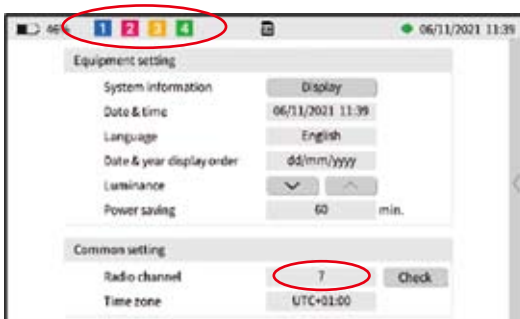 46% 1 2 3 4 06/11/2021 11:39
Equipment setting
System information Display
Date & time 06/11/2021 11:39
Language English
Date & year display order dd/mm/yyyy
Luminance
Power saving 60 min.
Common setting
Radio channel 7 Check
Time zone UTC+01:00